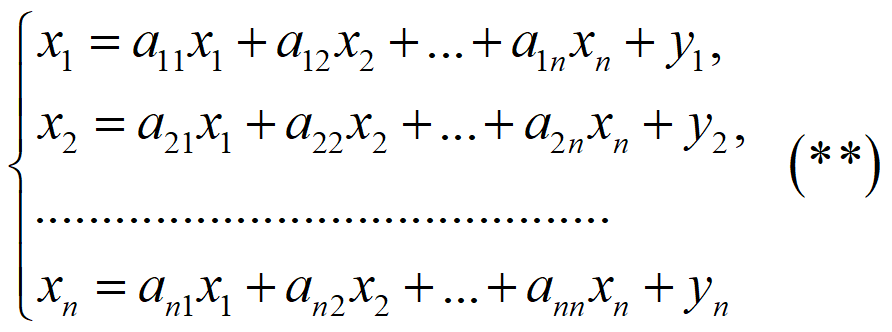 x₁ = a₁₁x₁ + a₁₂x₂ + ... + a₁ₙxₙ + y₁,
x₂ = a₂₁x₁ + a₂₂x₂ + ... + a₂ₙxₙ + y₂, (**)
...........................................
xₙ = aₙ₁x₁ + aₙ₂x₂ + ... + aₙₙxₙ + yₙ